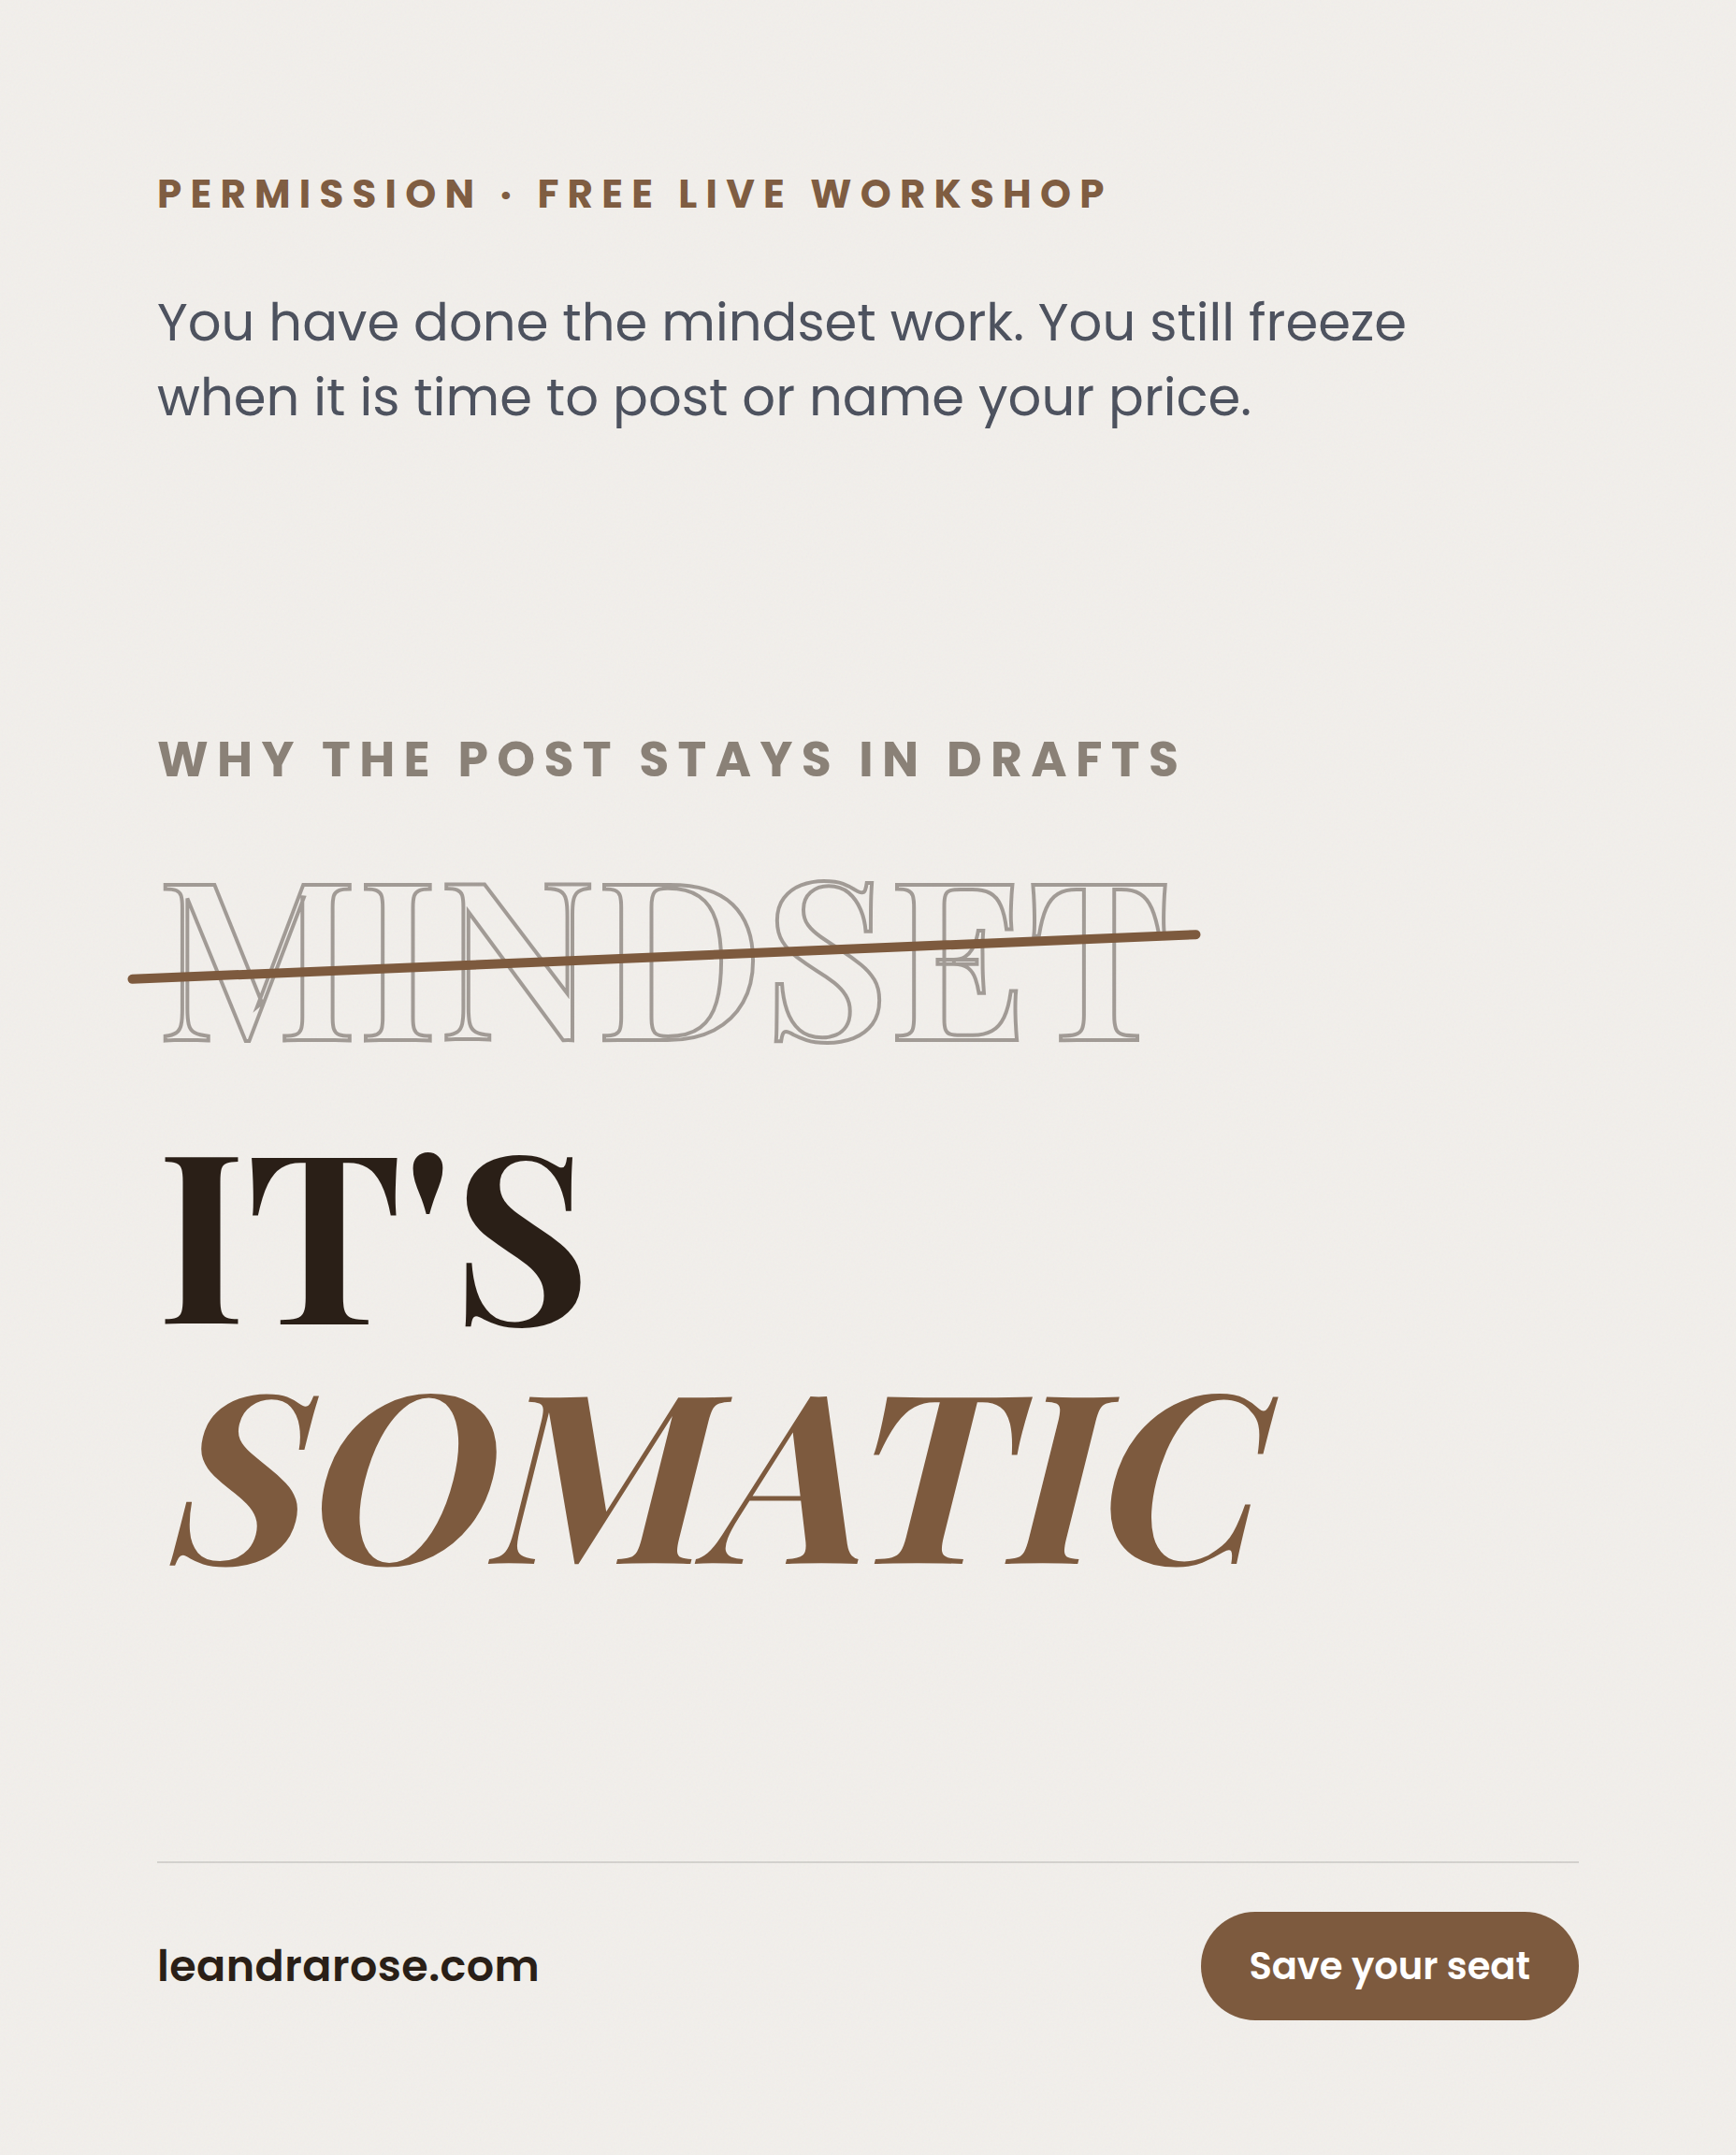 PERMISSION · FREE LIVE WORKSHOP
You have done the mindset work. You still freeze
when it is time to post or name your price.
WHY THE POST STAYS IN DRAFTS
MINDSET
IT'S
SOMATIC
leandrarose.com
Save your seat